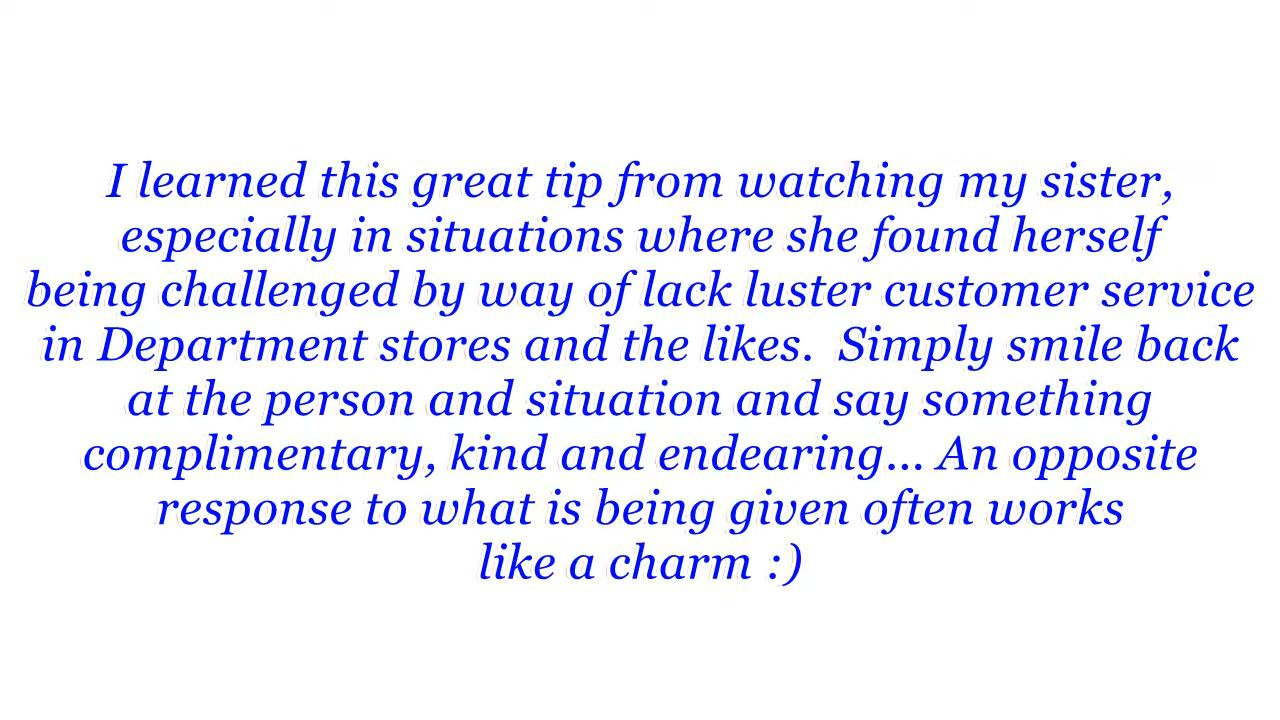 I learned this great tip from watching my sister,
especially in situations where she found herself
being challenged by way of lack luster customer service
in Department stores and the likes.  Simply smile back
at the person and situation and say something
complimentary, kind and endearing... An opposite
response to what is being given often works
like a charm :)